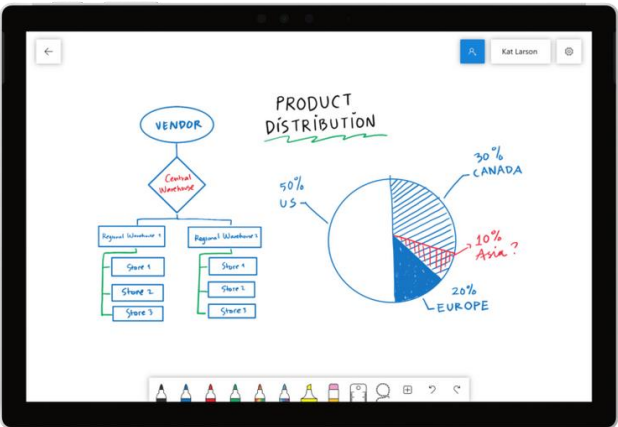 Kat Larson
PRODUCT
DISTRIBUTION
VENDOR
Central
Warehouse
Regional Warehouse 1
Regional Warehouse 2
Store 1
Store 2
Store 3
Store 1
Store 2
Store 3
50%
US
30%
CANADA
10%
Asia?
20%
EUROPE